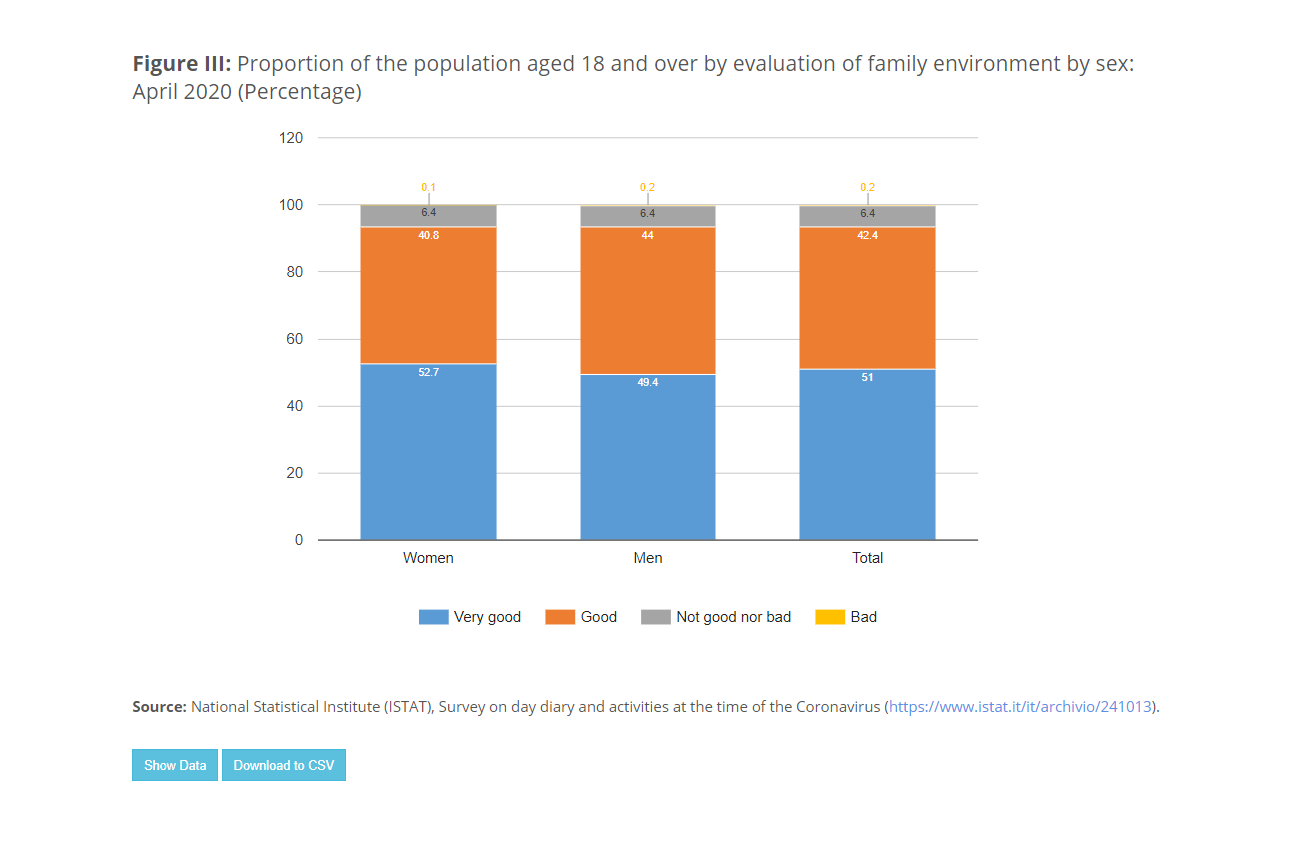 Figure III: Proportion of the population aged 18 and over by evaluation of family environment by sex:
April 2020 (Percentage)
120
100
80
60
40
20
0
0.1
0.2
0.2
6.4
6.4
6.4
40.8
44
42.4
52.7
49.4
51
Women
Men
Total
Very good
Good
Not good nor bad
Bad
Source: National Statistical Institute (ISTAT), Survey on day diary and activities at the time of the Coronavirus (https://www.istat.it/it/archivio/241013).
Show Data
Download to CSV